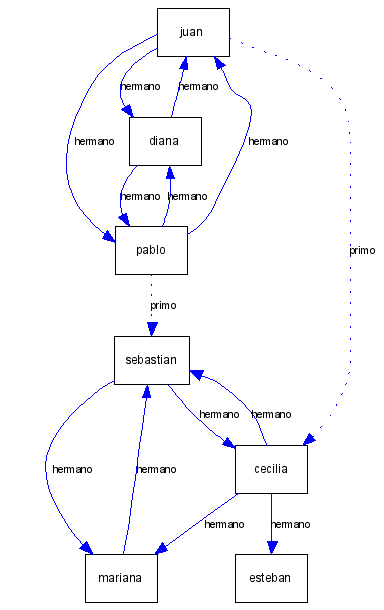 juan
hermano
hermano
diana
hermano
hermano
hermano
hermano
pablo
primo
primo
sebastian
hermano
hermano
hermano
hermano
cecilia
hermano
hermano
mariana
esteban